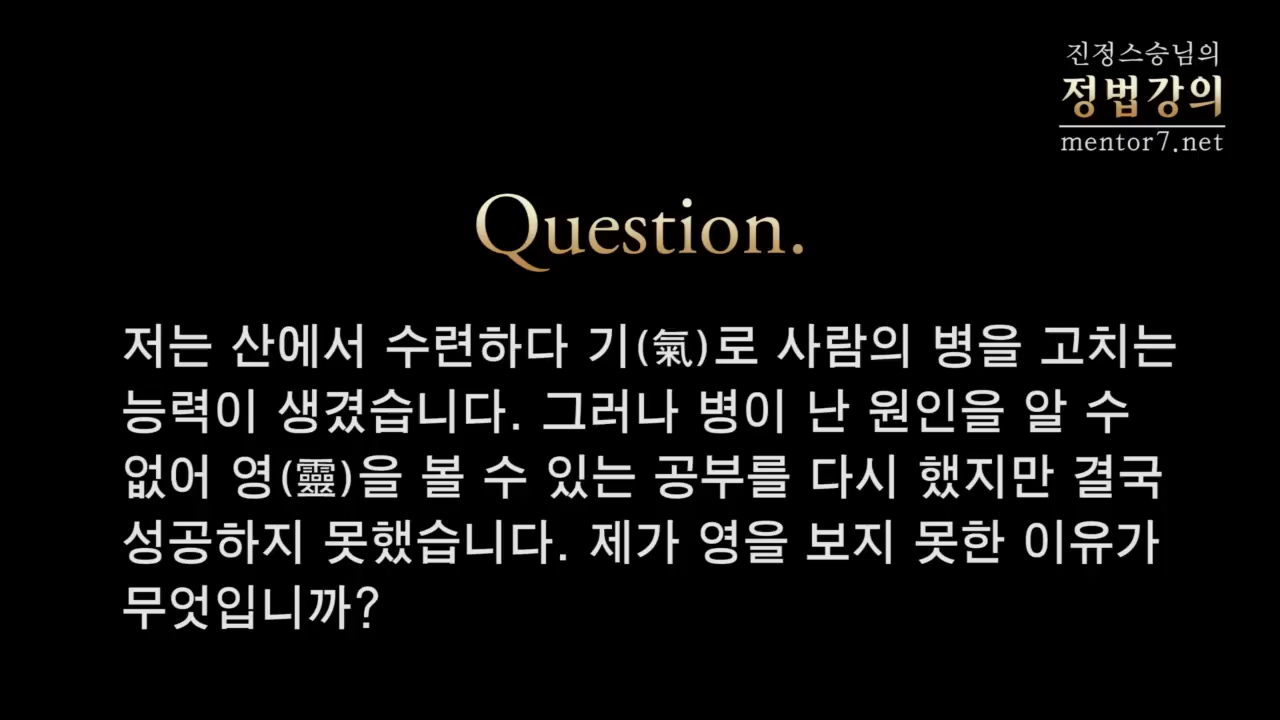 진정스승님의
정법강의
mentor7.net
Question.
저는 산에서 수련하다 기(氣)로 사람의 병을 고치는
능력이 생겼습니다. 그러나 병이 난 원인을 알 수
없어 영(靈)을 볼 수 있는 공부를 다시 했지만 결국
성공하지 못했습니다. 제가 영을 보지 못한 이유가
무엇입니까?